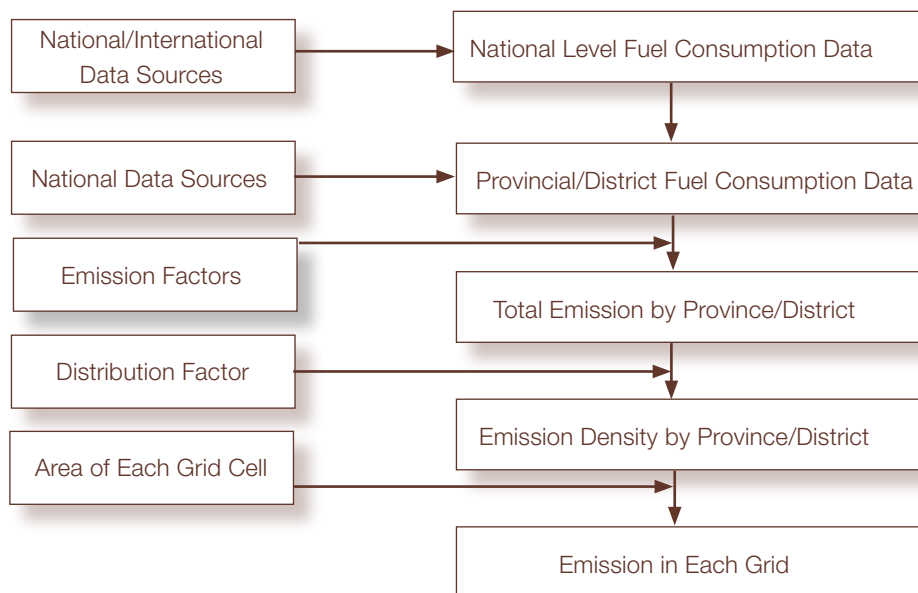 National/International
Data Sources
National Level Fuel Consumption Data
National Data Sources
Provincial/District Fuel Consumption Data
Emission Factors
Total Emission by Province/District
Distribution Factor
Emission Density by Province/District
Area of Each Grid Cell
Emission in Each Grid